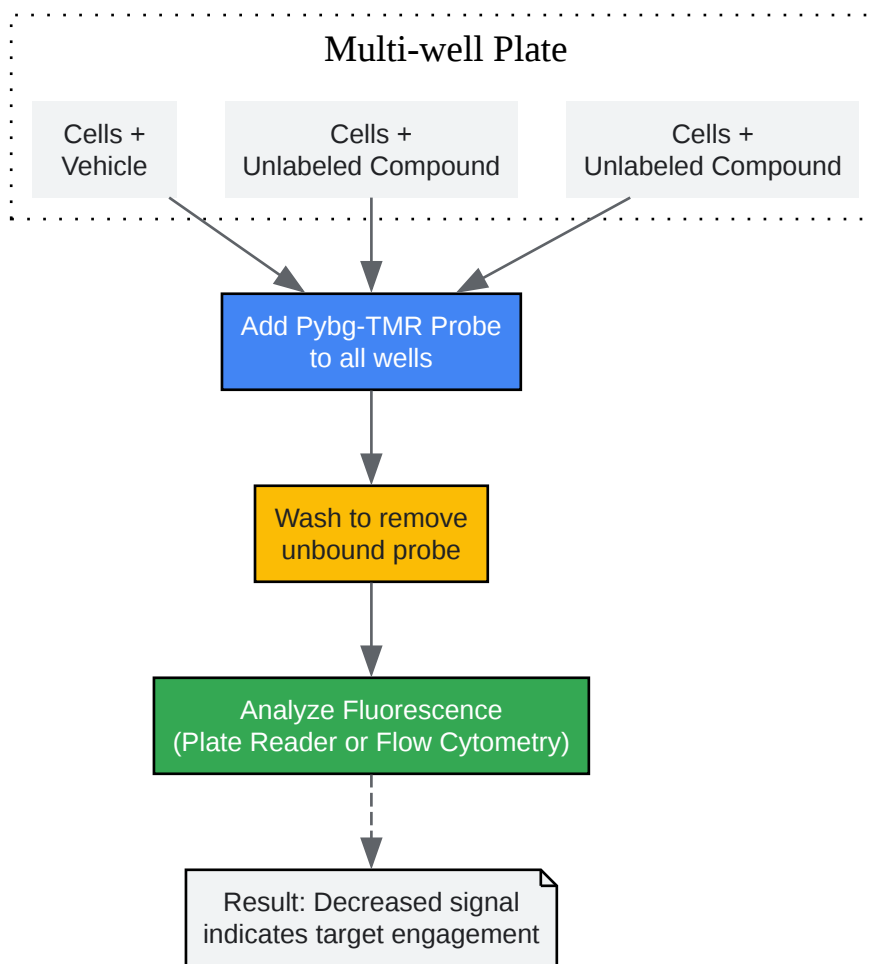 Multi-well Plate
Cells +
Vehicle
Cells +
Unlabeled Compound
Cells +
Unlabeled Compound
Add Pybg-TMR Probe
to all wells
Wash to remove
unbound probe
Analyze Fluorescence
(Plate Reader or Flow Cytometry)
Result: Decreased signal
indicates target engagement